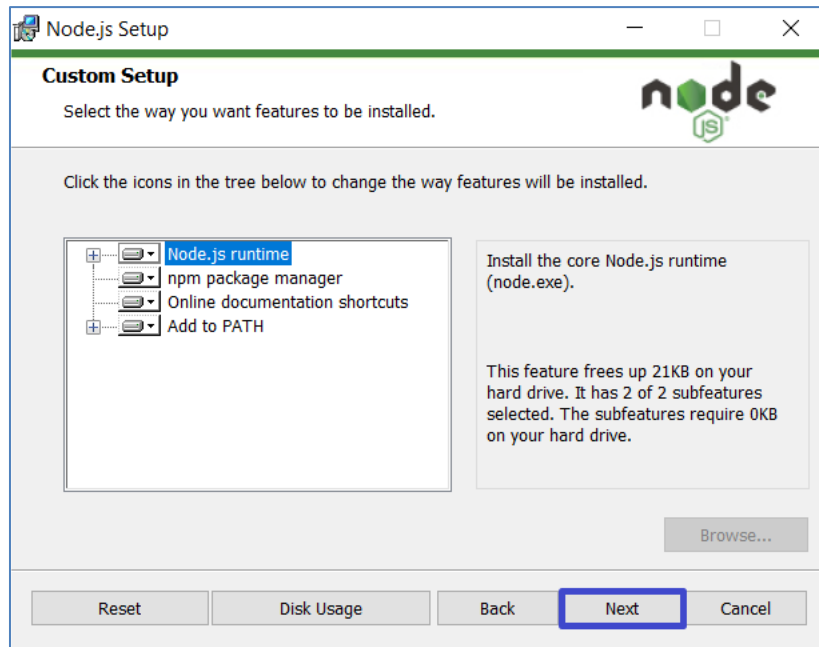 Node.js Setup
Custom Setup
Select the way you want features to be installed.
node
JS
Click the icons in the tree below to change the way features will be installed.
Node.js runtime
npm package manager
Online documentation shortcuts
Add to PATH
Install the core Node.js runtime
(node.exe).
This feature frees up 21KB on your
hard drive. It has 2 of 2 subfeatures
selected. The subfeatures require 0KB
on your hard drive.
Browse...
Reset
Disk Usage
Back
Next
Cancel